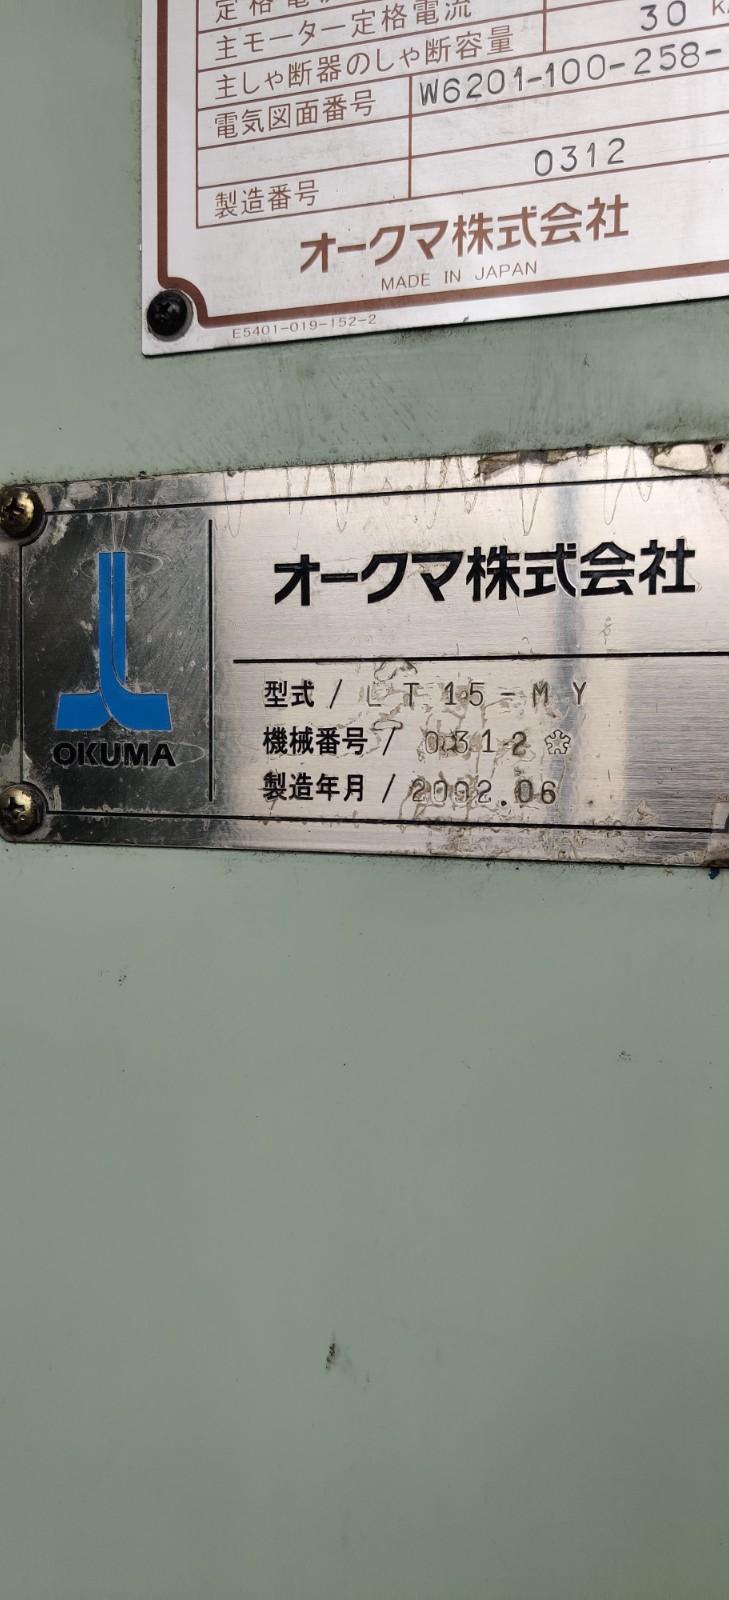 定格電
主モーター定格電流
主しゃ断器のしゃ断容量 30
電気図面番号 W6201-100-258-
製造番号 0312
オークマ株式会社
MADE IN JAPAN
E5401-019-152-2
オークマ株式会社
OKUMA
型式 / LT15-MY
機械番号 / 0312
製造年月 / 2002.06